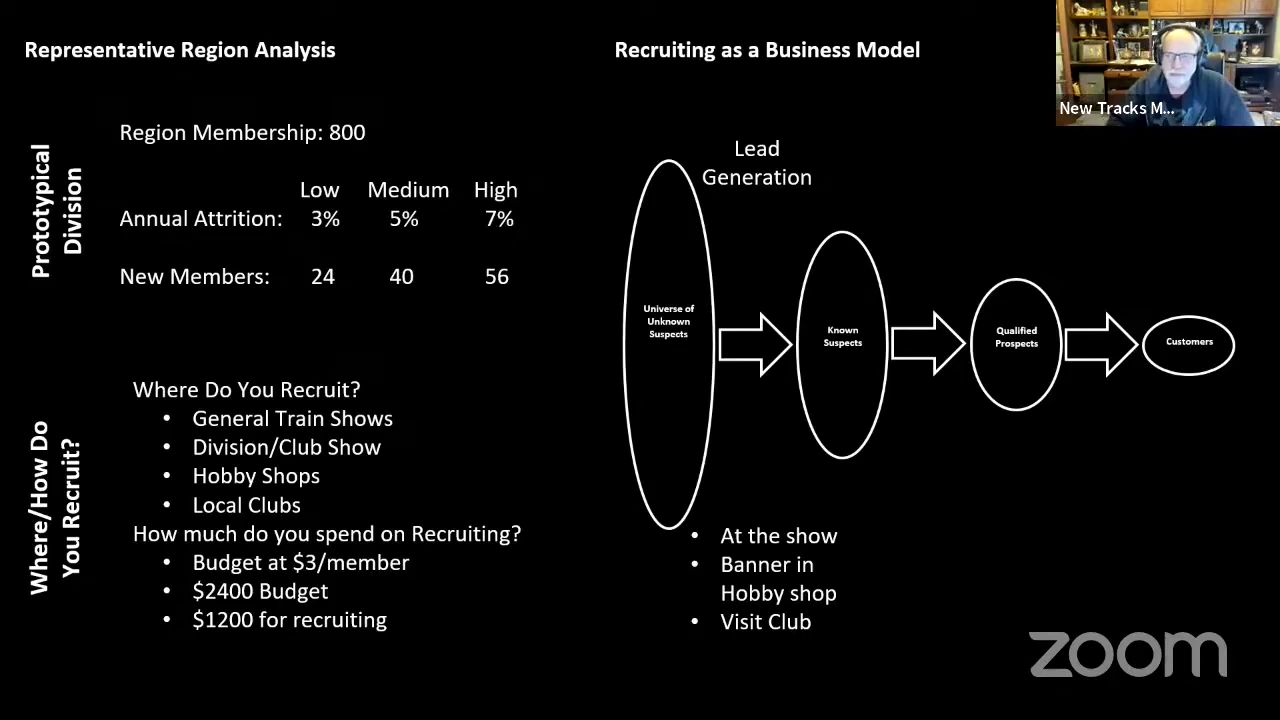 Representative Region Analysis
Recruiting as a Business Model
New Tracks M...
Prototypical
Division
Region Membership: 800
Low Medium High
Annual Attrition: 3% 5% 7%
New Members: 24 40 56
Where/How Do
You Recruit?
Where Do You Recruit?
• General Train Shows
• Division/Club Show
• Hobby Shops
• Local Clubs
How much do you spend on Recruiting?
• Budget at $3/member
• $2400 Budget
• $1200 for recruiting
Lead
Generation
Universe of
Unknown
Suspects
Known
Suspects
Qualified
Prospects
Customers
• At the show
• Banner in
Hobby shop
• Visit Club
zoom